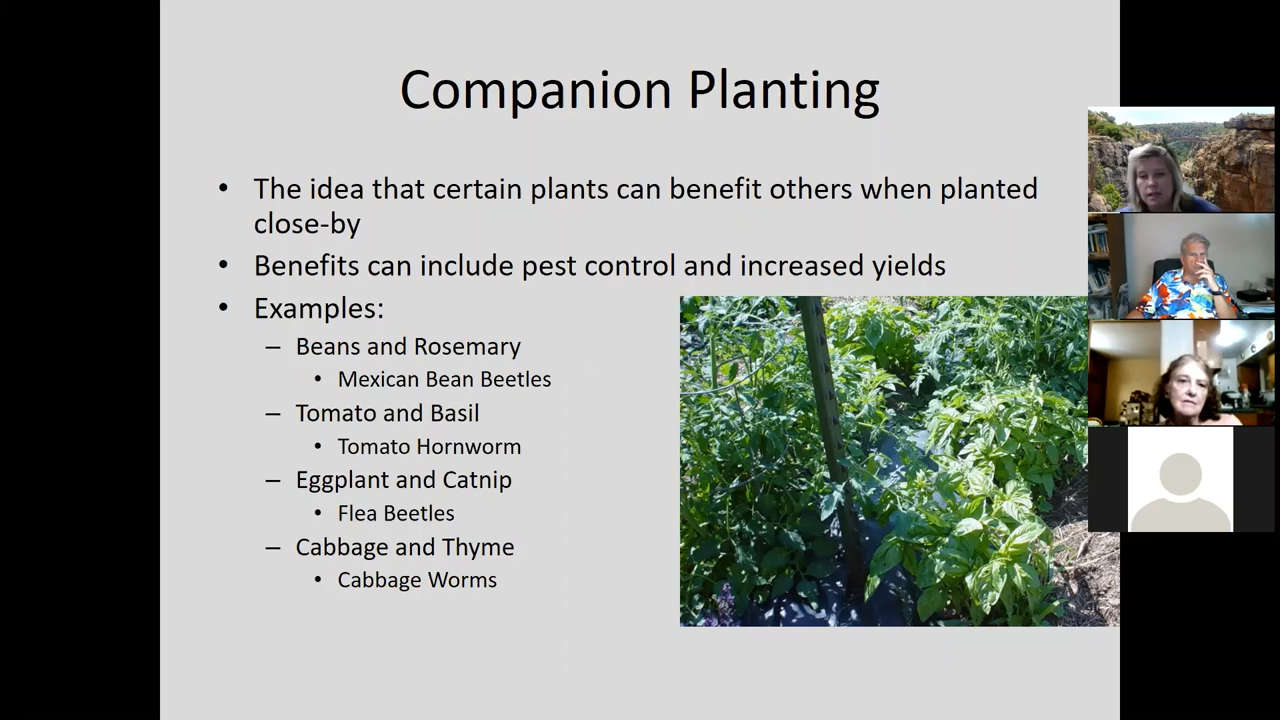 Companion Planting
• The idea that certain plants can benefit others when planted
close-by
• Benefits can include pest control and increased yields
• Examples:
– Beans and Rosemary
• Mexican Bean Beetles
– Tomato and Basil
• Tomato Hornworm
– Eggplant and Catnip
• Flea Beetles
– Cabbage and Thyme
• Cabbage Worms